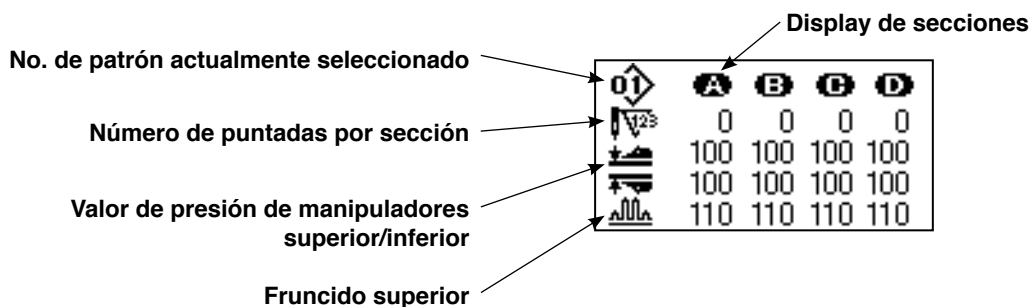 Display de secciones
No. de patrón actualmente seleccionado
01 A B C D
Número de puntadas por sección
123 0 0 0 0
100 100 100 100
100 100 100 100
Valor de presión de manipuladores
superior/inferior
110 110 110 110
Fruncido superior